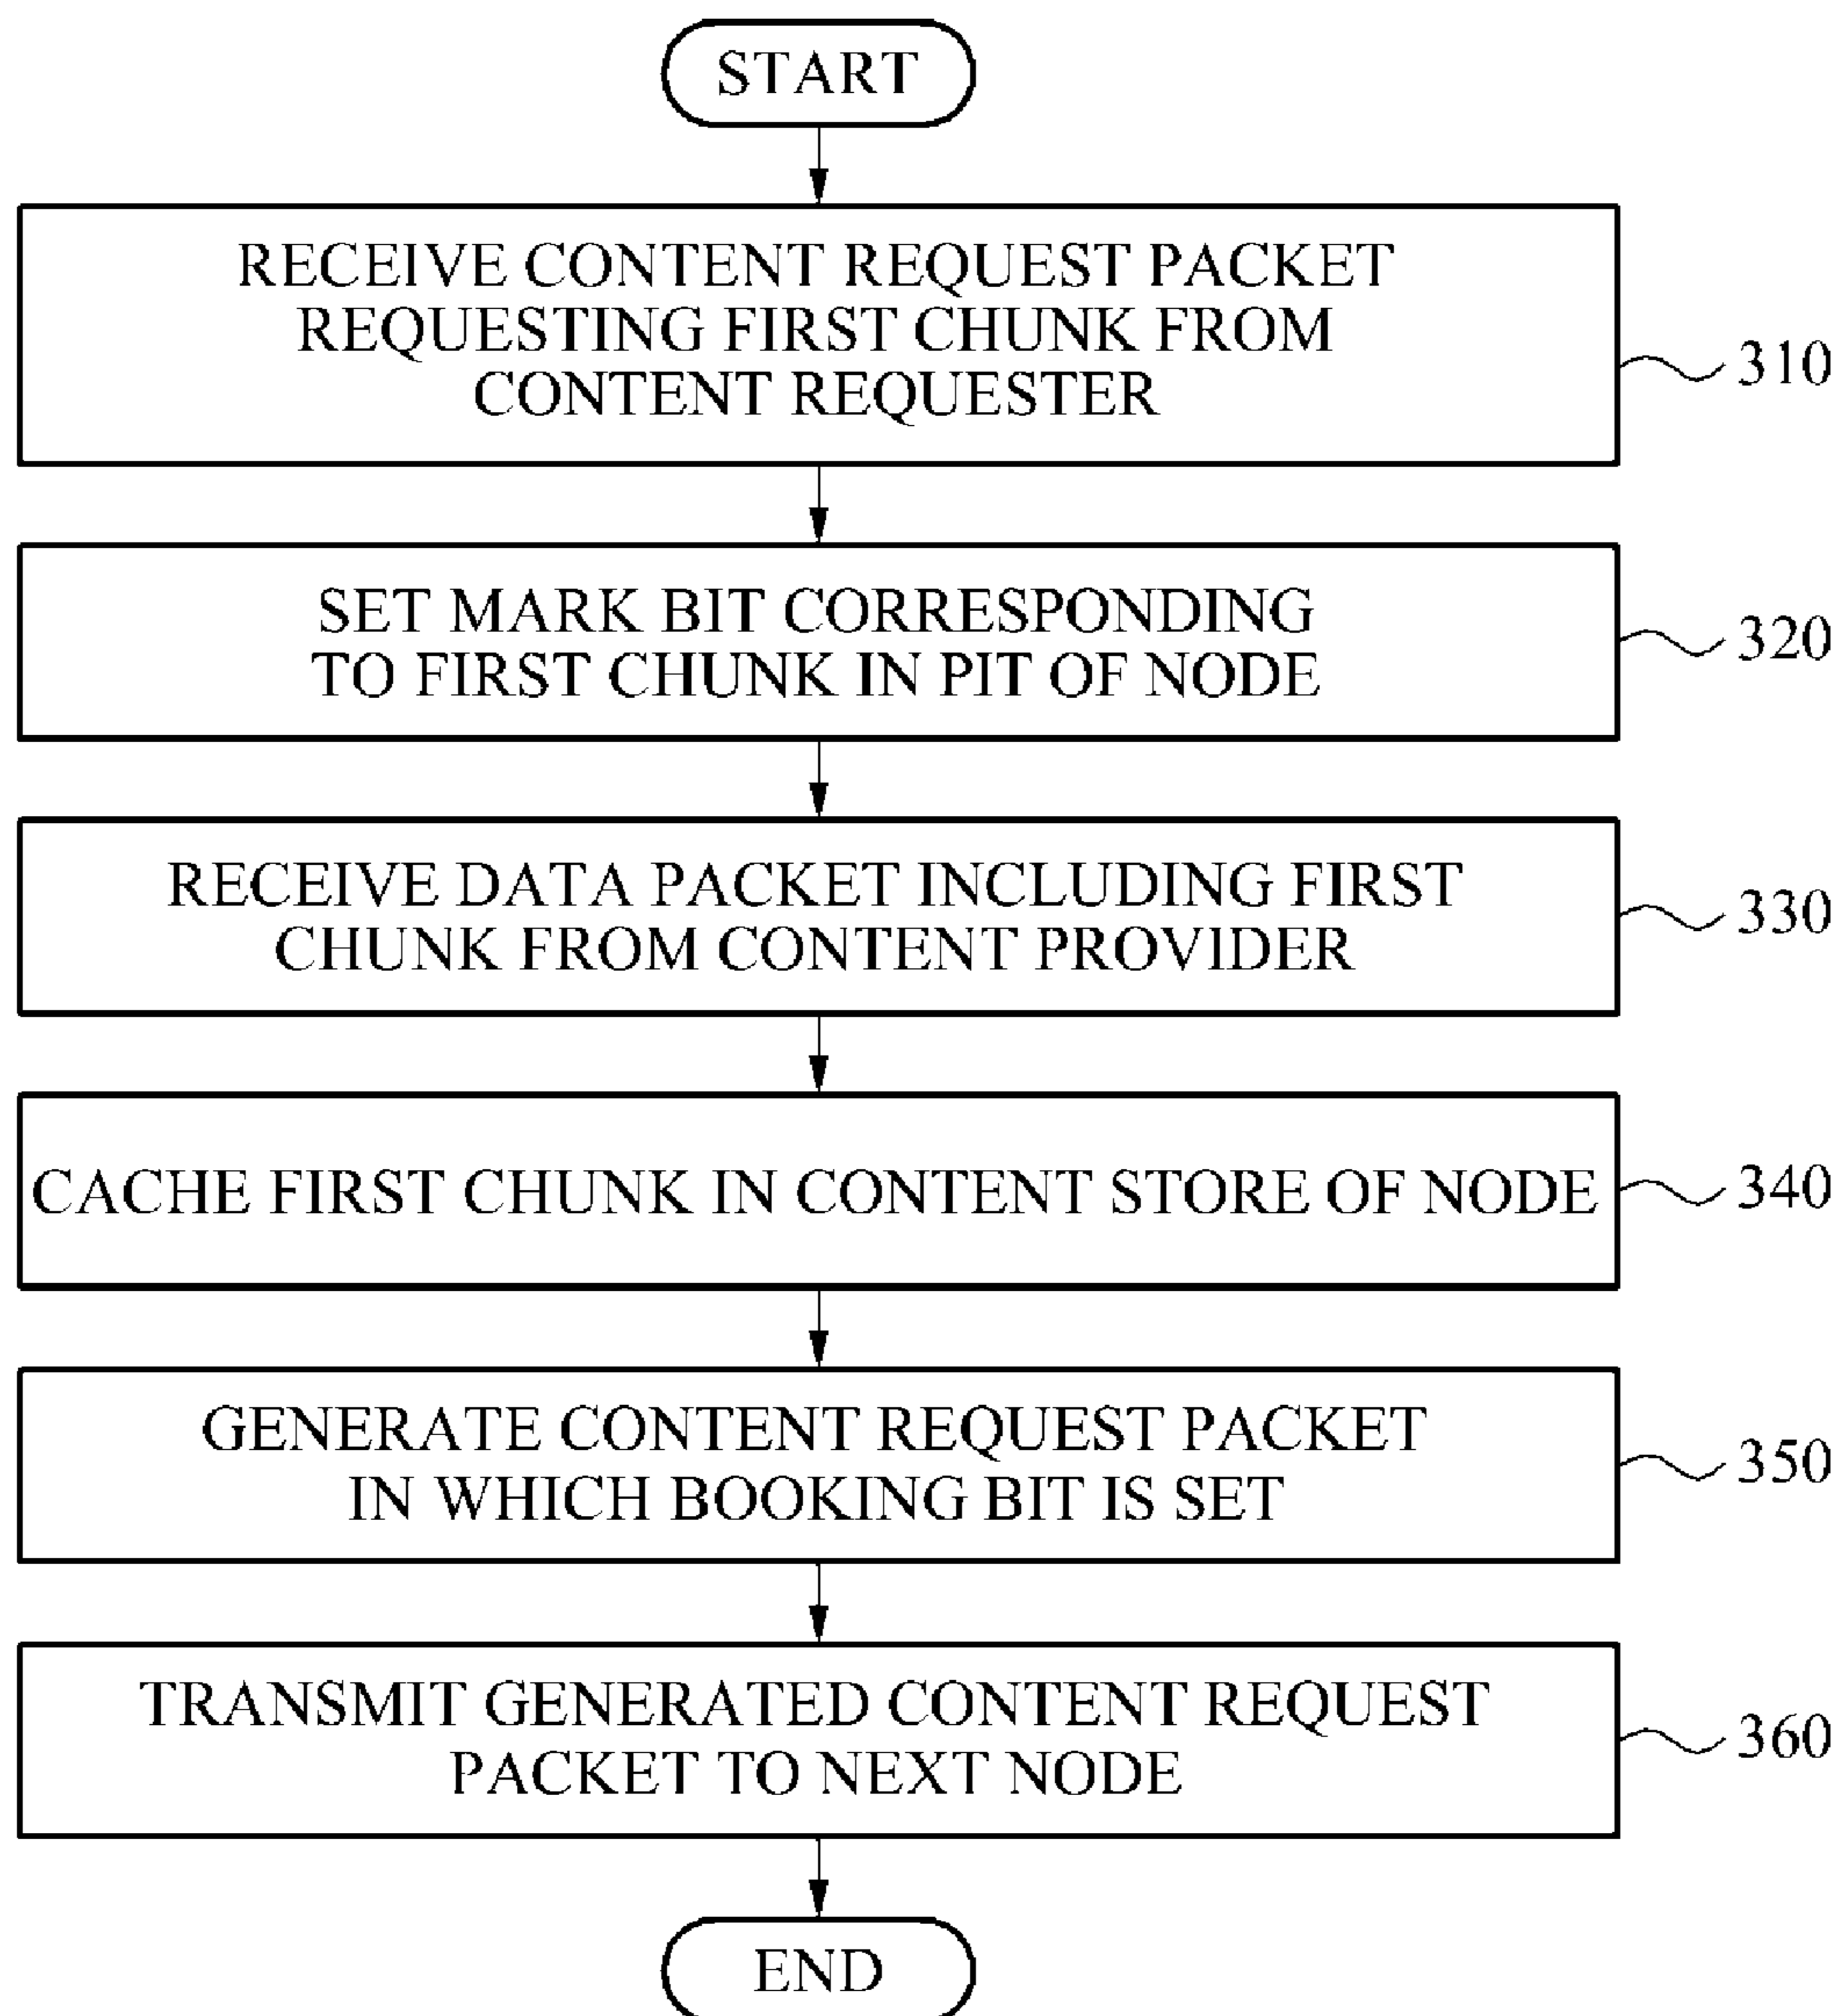 START
RECEIVE CONTENT REQUEST PACKET
REQUESTING FIRST CHUNK FROM
CONTENT REQUESTER
310
SET MARK BIT CORRESPONDING
TO FIRST CHUNK IN PIT OF NODE
320
RECEIVE DATA PACKET INCLUDING FIRST
CHUNK FROM CONTENT PROVIDER
330
CACHE FIRST CHUNK IN CONTENT STORE OF NODE
340
GENERATE CONTENT REQUEST PACKET
IN WHICH BOOKING BIT IS SET
350
TRANSMIT GENERATED CONTENT REQUEST
PACKET TO NEXT NODE
360
END